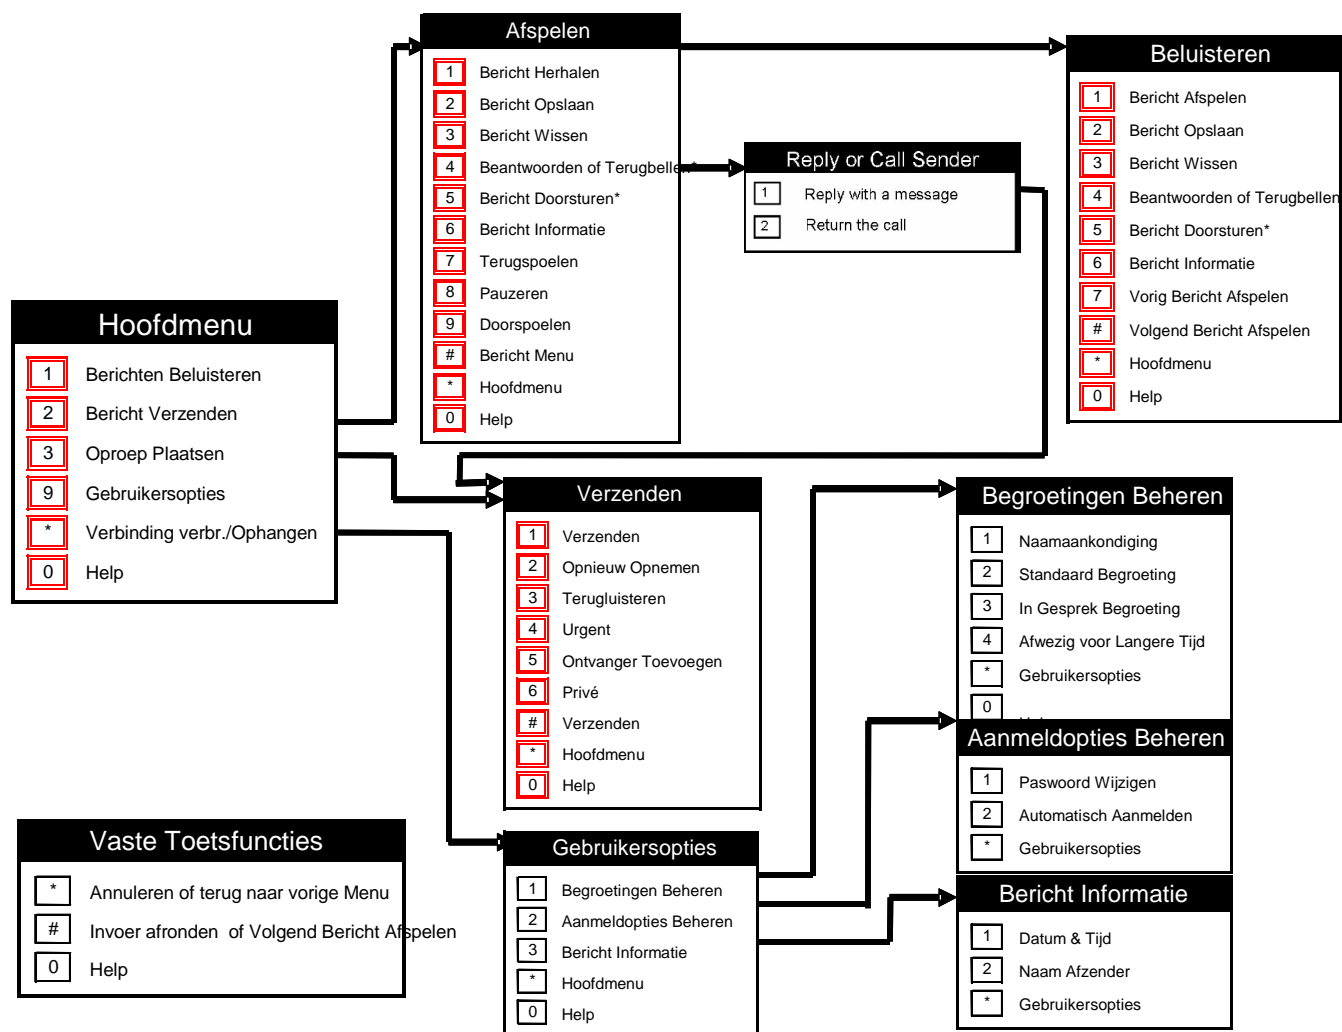 Afspelen
1 Bericht Herhalen
2 Bericht Opslaan
3 Bericht Wissen
4 Beantwoorden of Terugbellen*
5 Bericht Doorsturen*
6 Bericht Informatie
7 Terugspoelen
8 Pauzeren
9 Doorspoelen
# Bericht Menu
* Hoofdmenu
0 Help
Beluisteren
1 Bericht Afspelen
2 Bericht Opslaan
3 Bericht Wissen
4 Beantwoorden of Terugbellen
5 Bericht Doorsturen*
6 Bericht Informatie
7 Vorig Bericht Afspelen
# Volgend Bericht Afspelen
* Hoofdmenu
0 Help
Reply or Call Sender
1 Reply with a message
2 Return the call
Hoofdmenu
1 Berichten Beluisteren
2 Bericht Verzenden
3 Oproep Plaatsen
9 Gebruikersopties
* Verbinding verbr./Ophangen
0 Help
Verzenden
1 Verzenden
2 Opnieuw Opnemen
3 Terugluisteren
4 Urgent
5 Ontvanger Toevoegen
6 Privé
# Verzenden
* Hoofdmenu
0 Help
Begroetingen Beheren
1 Naamaankondiging
2 Standaard Begroeting
3 In Gesprek Begroeting
4 Afwezig voor Langere Tijd
* Gebruikersopties
0
Aanmeldopties Beheren
1 Paswoord Wijzigen
2 Automatisch Aanmelden
* Gebruikersopties
Vaste Toetsfuncties
* Annuleren of terug naar vorige Menu
# Invoer afronden of Volgend Bericht Afspelen
0 Help
Gebruikersopties
1 Begroetingen Beheren
2 Aanmeldopties Beheren
3 Bericht Informatie
* Hoofdmenu
0 Help
Bericht Informatie
1 Datum & Tijd
2 Naam Afzender
* Gebruikersopties